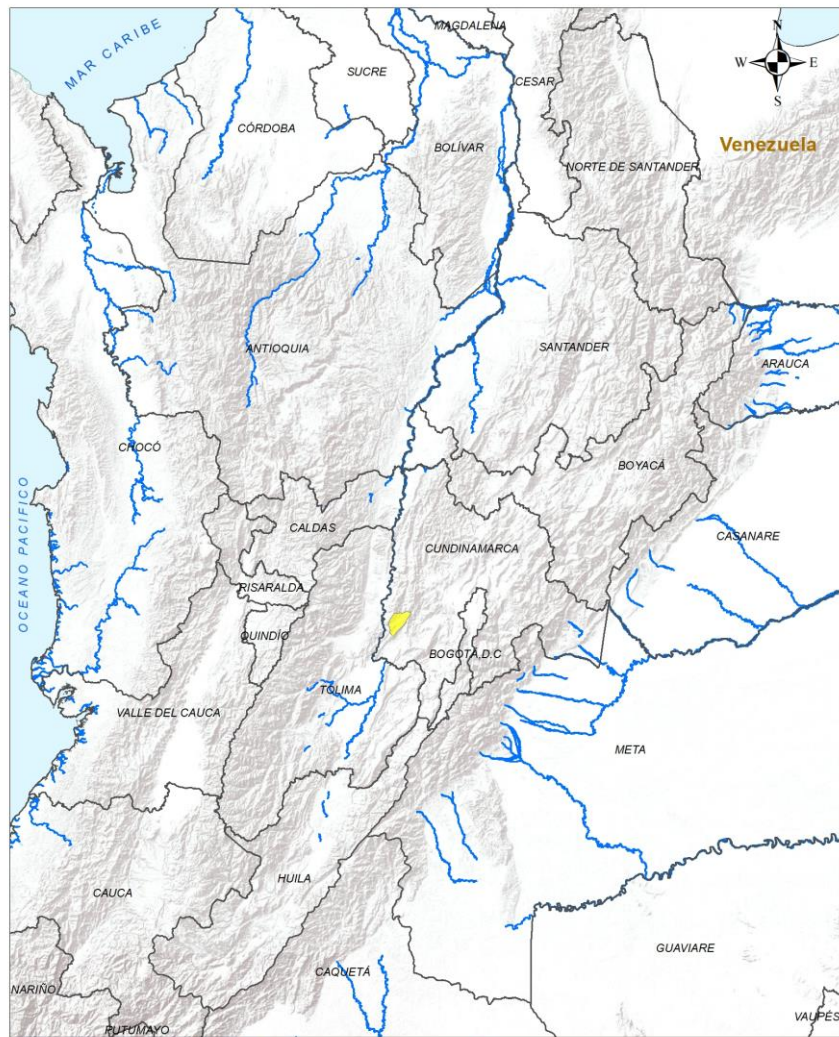 MAGDALENA
N
MAR CARIBE
W E
S
SUCRE
CESAR
CÓRDOBA
BOLÍVAR
Venezuela
NORTE DE SANTANDER
ANTIOQUIA
SANTANDER
ARAUCA
CHOCÓ
BOYACÁ
OCEANO PACIFICO
CALDAS
CUNDINAMARCA
CASANARE
RISARALDA
QUINDÍO
BOGOTÁ, D.C
TOLIMA
VALLE DEL CAUCA
META
HUILA
CAUCA
GUAVIARE
CAQUETÁ
NARIÑO
VAUPÉS
PUTUMAYO